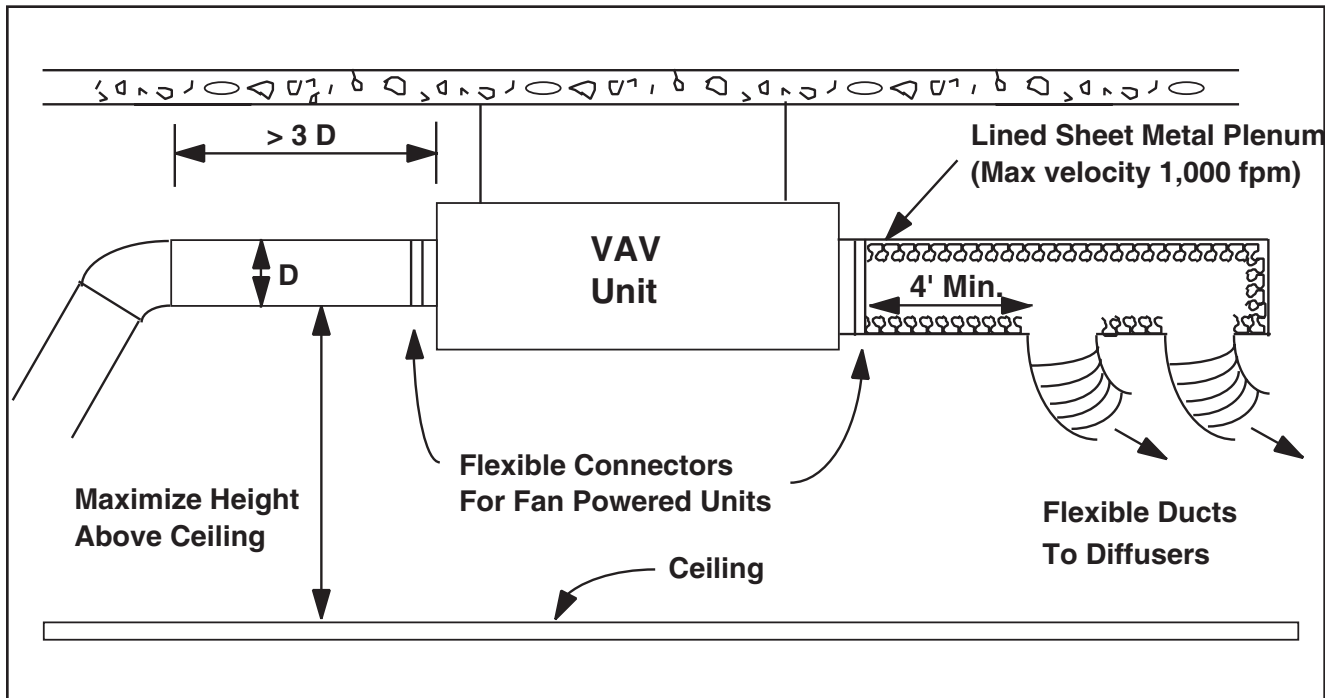 > 3 D
Lined Sheet Metal Plenum
(Max velocity 1,000 fpm)
VAV
Unit
D
4' Min.
Flexible Connectors
For Fan Powered Units
Maximize Height
Above Ceiling
Flexible Ducts
To Diffusers
Ceiling